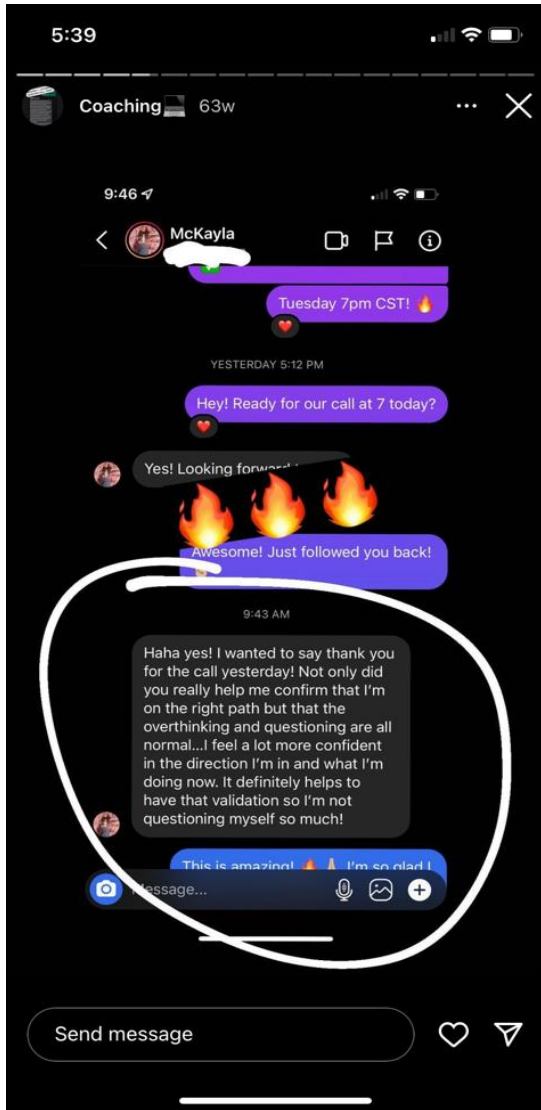 5:39
Coaching 63w
9:46
McKayla
Tuesday 7pm CST!
YESTERDAY 5:12 PM
Hey! Ready for our call at 7 today?
Yes! Looking forward
Awesome! Just followed you back!
9:43 AM
Haha yes! I wanted to say thank you
for the call yesterday! Not only did
you really help me confirm that I'm
on the right path but that the
overthinking and questioning are all
normal...I feel a lot more confident
in the direction I'm in and what I'm
doing now. It definitely helps to
have that validation so I'm not
questioning myself so much!
This is amazing! I'm so glad I
Message...
Send message